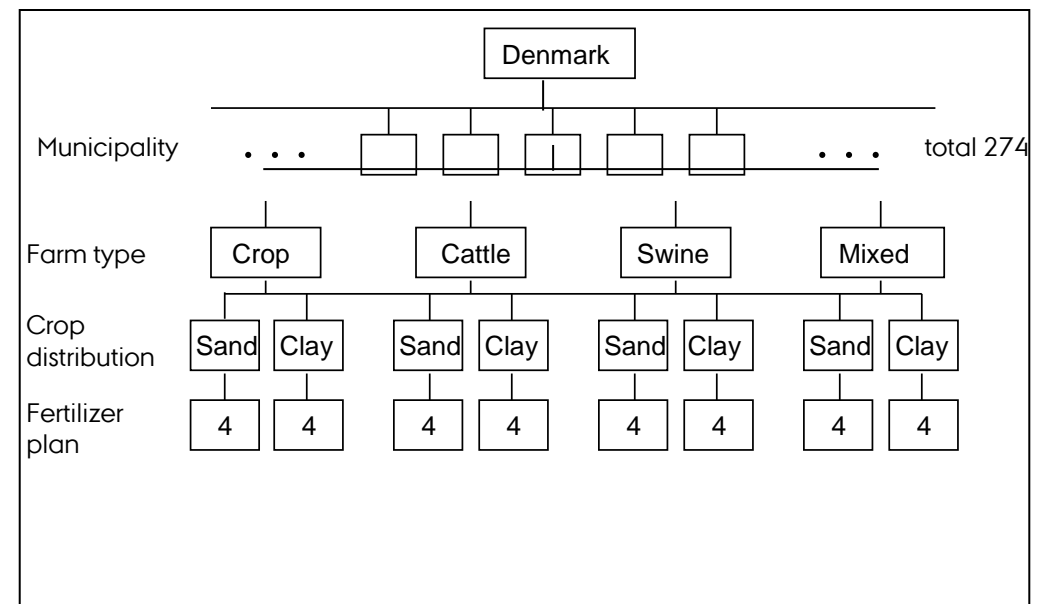 Denmark
Municipality . . . . . . total 274
Farm type Crop Cattle Swine Mixed
Crop
distribution Sand Clay Sand Clay Sand Clay Sand Clay
Fertilizer
plan 4 4 4 4 4 4 4 4